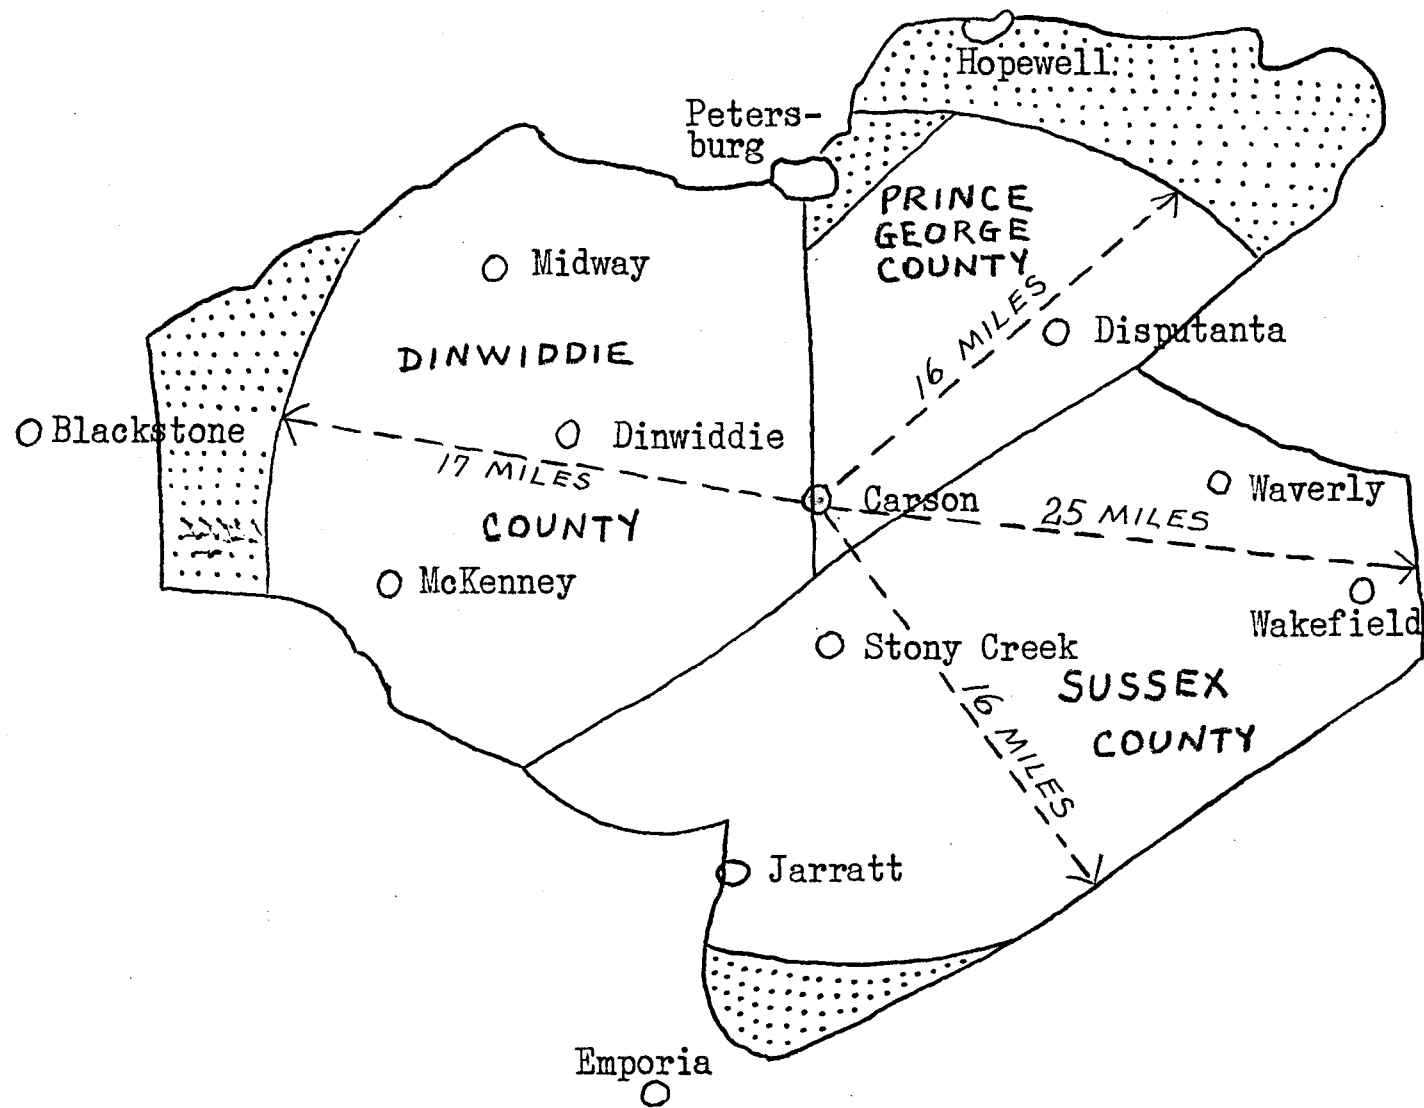 Hopewell
Peters-
burg
PRINCE
GEORGE
COUNTY
Midway
16 MILES
Disputanta
DINWIDDIE
Blackstone
Dinwiddie
17 MILES
Carson
Waverly
25 MILES
COUNTY
McKenney
Wakefield
Stony Creek
SUSSEX
16 MILES
COUNTY
Jarratt
Emporia